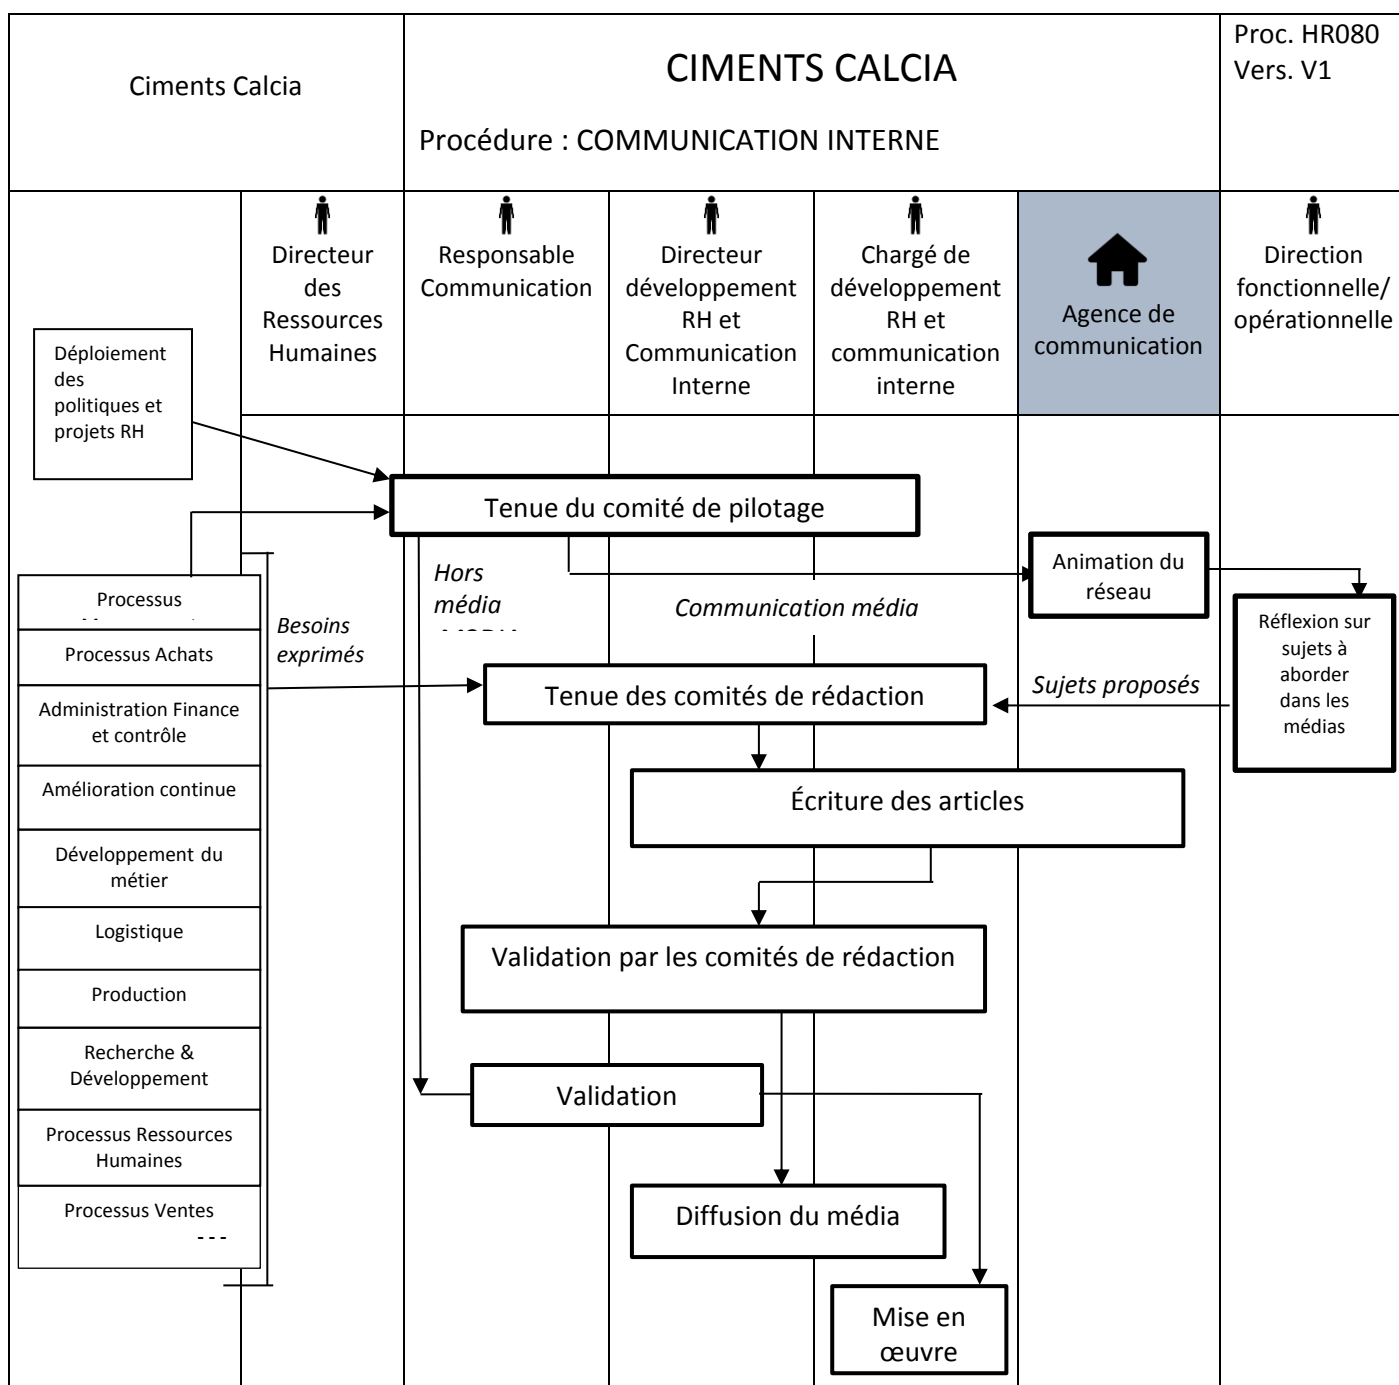 Ciments Calcia
CIMENTS CALCIA
Procédure : COMMUNICATION INTERNE
Proc. HR080
Vers. V1
Directeur
des
Ressources
Humaines
Responsable
Communication
Directeur
développement
RH et
Communication
Interne
Chargé de
développement
RH et
communication
interne
Agence de
communication
Direction
fonctionnelle/
opérationnelle
Déploiement
des
politiques et
projets RH
Tenue du comité de pilotage
Hors
média
Communication média
Animation du
réseau
Réflexion sur
sujets à
aborder
dans les
médias
Besoins
exprimés
Processus
Processus Achats
Administration Finance
et contrôle
Amélioration continue
Développement du
métier
Logistique
Production
Recherche &
Développement
Processus Ressources
Humaines
Processus Ventes
Tenue des comités de rédaction
Sujets proposés
Écriture des articles
Validation par les comités de rédaction
Validation
Diffusion du média
Mise en
œuvre